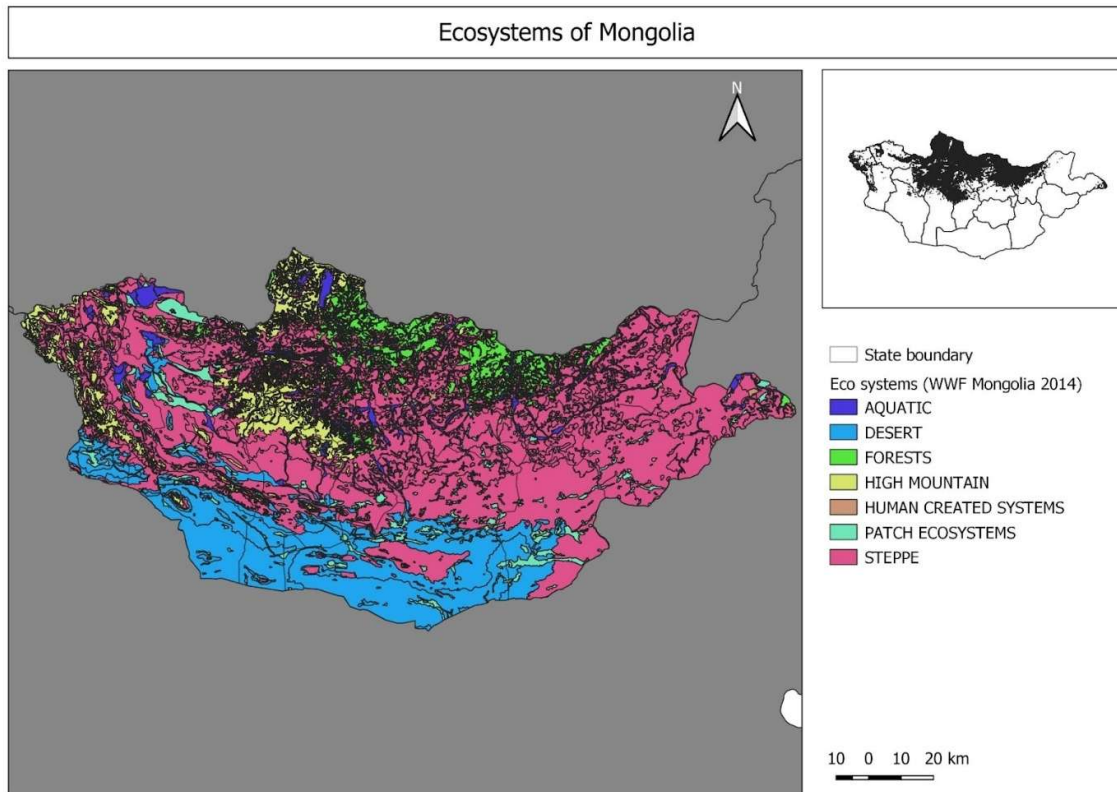 Ecosystems of Mongolia
N
State boundary
Eco systems (WWF Mongolia 2014)
AQUATIC
DESERT
FORESTS
HIGH MOUNTAIN
HUMAN CREATED SYSTEMS
PATCH ECOSYSTEMS
STEPPE
10 0 10 20 km